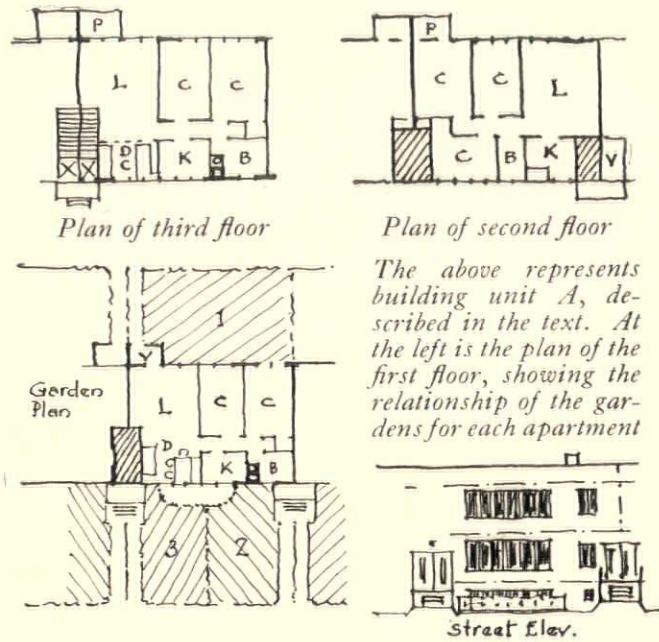 P
L
C
C
D
C
K
B
Plan of third floor
P
C
C
L
C
B
K
V
Plan of second floor
The above represents
building unit A, de-
scribed in the text. At
the left is the plan of the
first floor, showing the
relationship of the gar-
dens for each apartment
1
V
Garden
Plan
L
C
C
D
C
C
K
B
3
2
Street Elev.